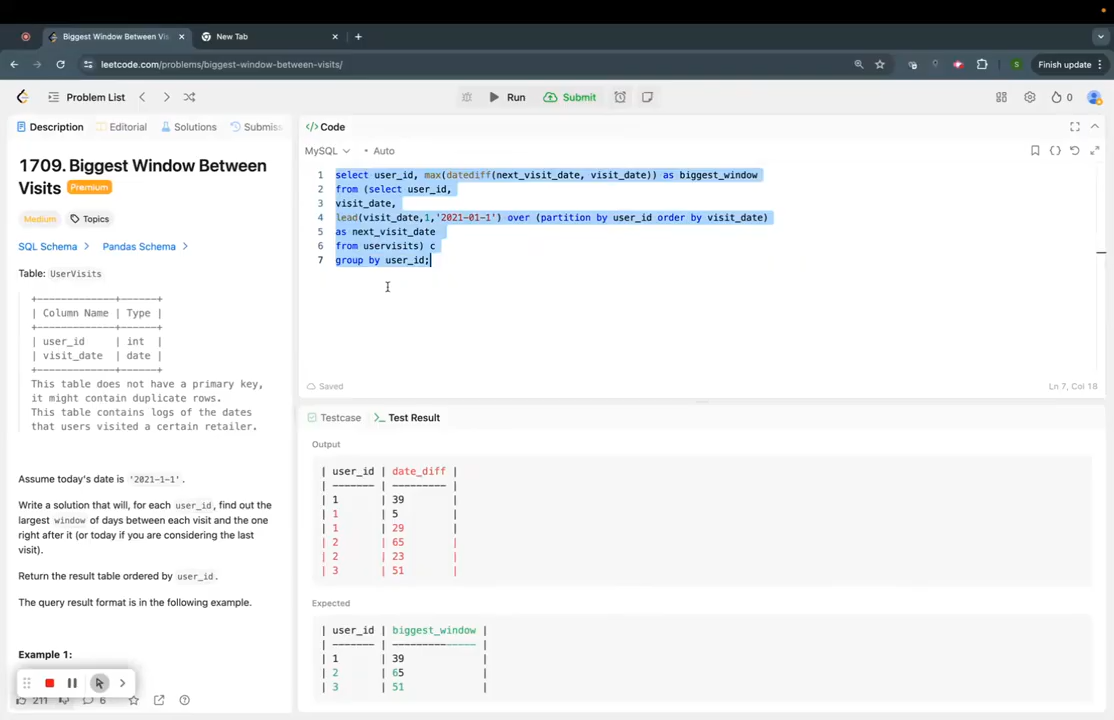 Biggest Window Between Vi
New Tab
leetcode.com/problems/biggest-window-between-visits/
S
Finish update
Problem List
Run
Submit
0
Description
Editorial
Solutions
Submiss
1709. Biggest Window Between
Visits
Premium
Medium
Topics
SQL Schema
Pandas Schema
Table: UserVisits
+-------------+------+
| Column Name | Type |
+-------------+------+
| user_id     | int  |
| visit_date  | date |
+-------------+------+
This table does not have a primary key,
it might contain duplicate rows.
This table contains logs of the dates
that users visited a certain retailer.
Assume today's date is '2021-1-1'.
Write a solution that will, for each user_id, find out the
largest window of days between each visit and the one
right after it (or today if you are considering the last
visit).
Return the result table ordered by user_id.
The query result format is in the following example.
Example 1:
211
6
</> Code
MySQL
Auto
1 select user_id, max(datediff(next_visit_date, visit_date)) as biggest_window
2 from (select user_id,
3 visit_date,
4 lead(visit_date,1,'2021-01-1') over (partition by user_id order by visit_date)
5 as next_visit_date
6 from uservisits) c
7 group by user_id;
Saved
Ln 7, Col 18
Testcase
>_ Test Result
Output
| user_id | date_diff |
| ------- | --------- |
| 1       | 39        |
| 1       | 5         |
| 1       | 29        |
| 2       | 65        |
| 2       | 23        |
| 3       | 51        |
Expected
| user_id | biggest_window |
| ------- | -------------- |
| 1       | 39             |
| 2       | 65             |
| 3       | 51             |